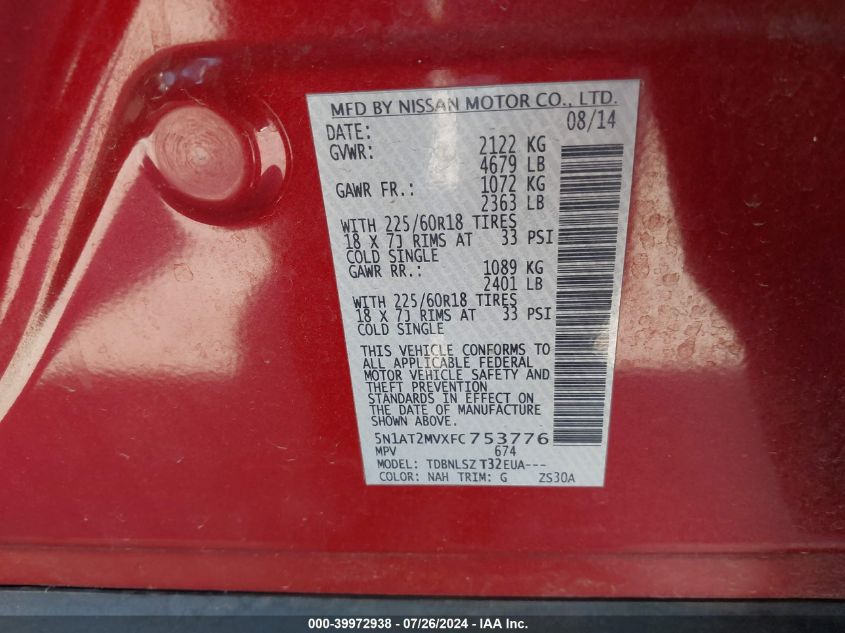 MFD BY NISSAN MOTOR CO., LTD.
DATE: 08/14
GVWR: 2122 KG
4679 LB
GAWR FR.: 1072 KG
2363 LB
WITH 225/60R18 TIRES
18 X 7J RIMS AT 33 PSI
COLD SINGLE
GAWR RR.: 1089 KG
2401 LB
WITH 225/60R18 TIRES
18 X 7J RIMS AT 33 PSI
COLD SINGLE
THIS VEHICLE CONFORMS TO
ALL APPLICABLE FEDERAL
MOTOR VEHICLE SAFETY AND
THEFT PREVENTION
STANDARDS IN EFFECT ON
THE DATE OF MANUFACTURE
SHOWN ABOVE.
5N1AT2MVXFC753776
MPV 674
MODEL: TDBNLSZ T32EUA---
COLOR: NAH TRIM: G ZS30A
000-39972938 - 07/26/2024 - IAA Inc.